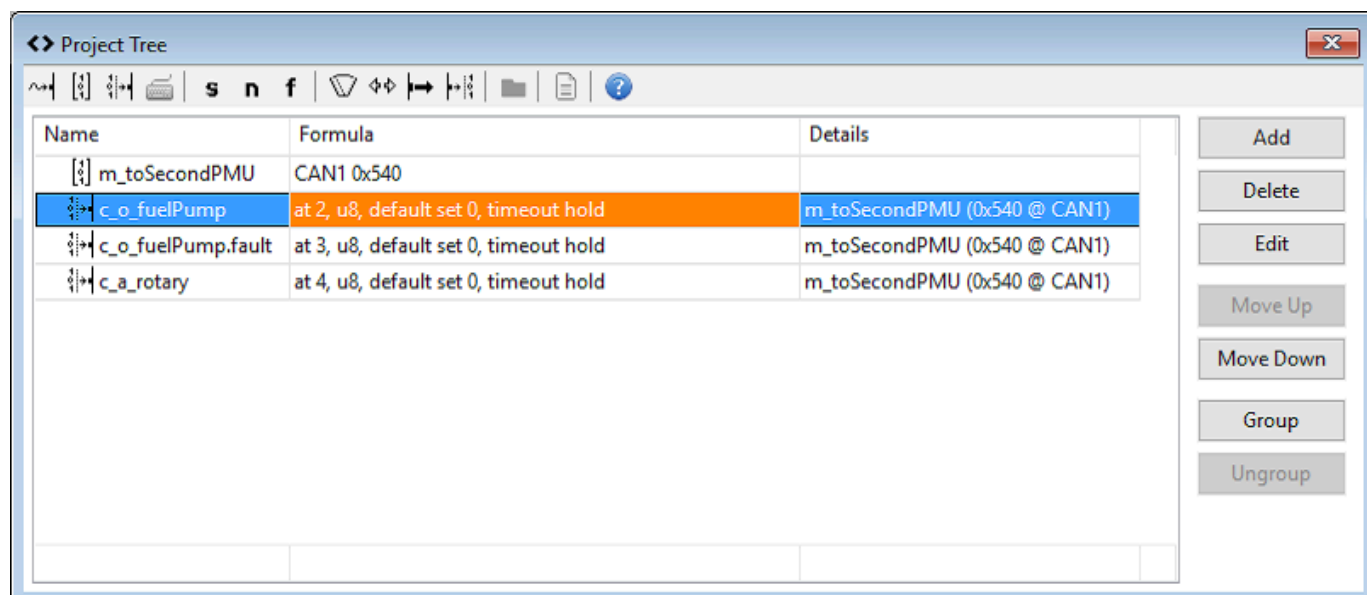 Project Tree
s n f
Name Formula Details
m_toSecondPMU CAN1 0x540
c_o_fuelPump at 2, u8, default set 0, timeout hold m_toSecondPMU (0x540 @ CAN1)
c_o_fuelPump.fault at 3, u8, default set 0, timeout hold m_toSecondPMU (0x540 @ CAN1)
c_a_rotary at 4, u8, default set 0, timeout hold m_toSecondPMU (0x540 @ CAN1)
Add
Delete
Edit
Move Up
Move Down
Group
Ungroup